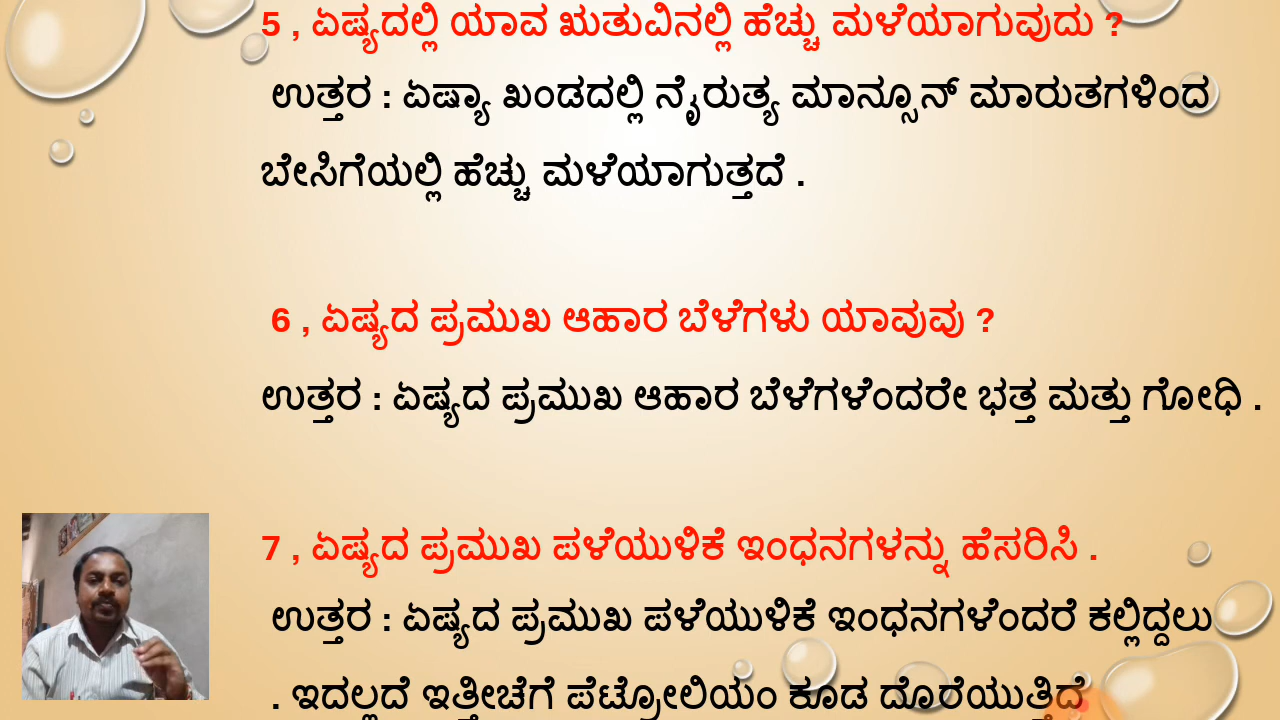 5 , ಏಷ್ಯದಲ್ಲಿ ಯಾವ ಋತುವಿನಲ್ಲಿ ಹೆಚ್ಚು ಮಳೆಯಾಗುವುದು ?
ಉತ್ತರ : ಏಷ್ಯಾ ಖಂಡದಲ್ಲಿ ನೈರುತ್ಯ ಮಾನ್ಸೂನ್ ಮಾರುತಗಳಿಂದ
ಬೇಸಿಗೆಯಲ್ಲಿ ಹೆಚ್ಚು ಮಳೆಯಾಗುತ್ತದೆ .
6 , ಏಷ್ಯದ ಪ್ರಮುಖ ಆಹಾರ ಬೆಳೆಗಳು ಯಾವುವು ?
ಉತ್ತರ : ಏಷ್ಯದ ಪ್ರಮುಖ ಆಹಾರ ಬೆಳೆಗಳೆಂದರೇ ಭತ್ತ ಮತ್ತು ಗೋಧಿ .
7 , ಏಷ್ಯದ ಪ್ರಮುಖ ಪಳೆಯುಳಿಕೆ ಇಂಧನಗಳನ್ನು ಹೆಸರಿಸಿ .
ಉತ್ತರ : ಏಷ್ಯದ ಪ್ರಮುಖ ಪಳೆಯುಳಿಕೆ ಇಂಧನಗಳೆಂದರೆ ಕಲ್ಲಿದ್ದಲು
. ಇದಲ್ಲದೆ ಇತ್ತೀಚೆಗೆ ಪೆಟ್ರೋಲಿಯಂ ಕೂಡ ದೊರೆಯುತ್ತಿದೆ